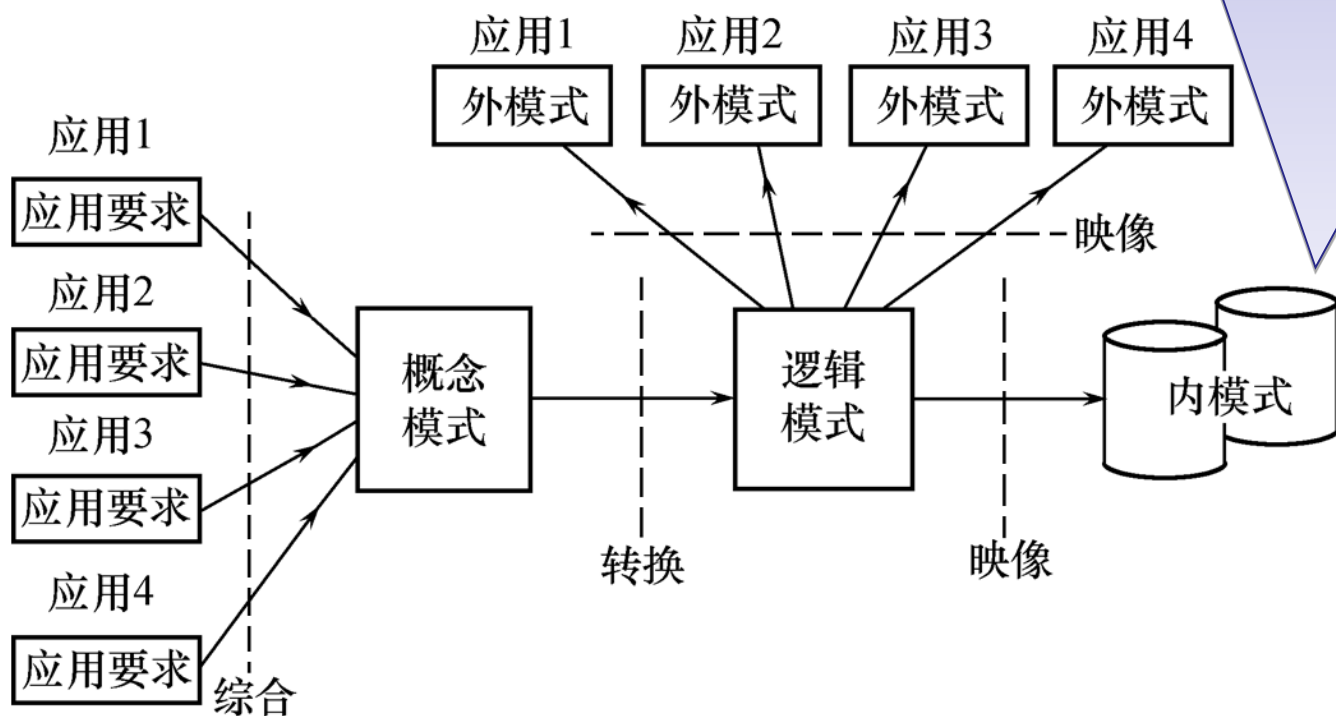 应用1
应用2
应用3
应用4
外模式
外模式
外模式
外模式
映像
应用1
应用要求
应用2
应用要求
应用3
应用要求
应用4
应用要求
综合
概念
模式
转换
逻辑
模式
映像
内模式